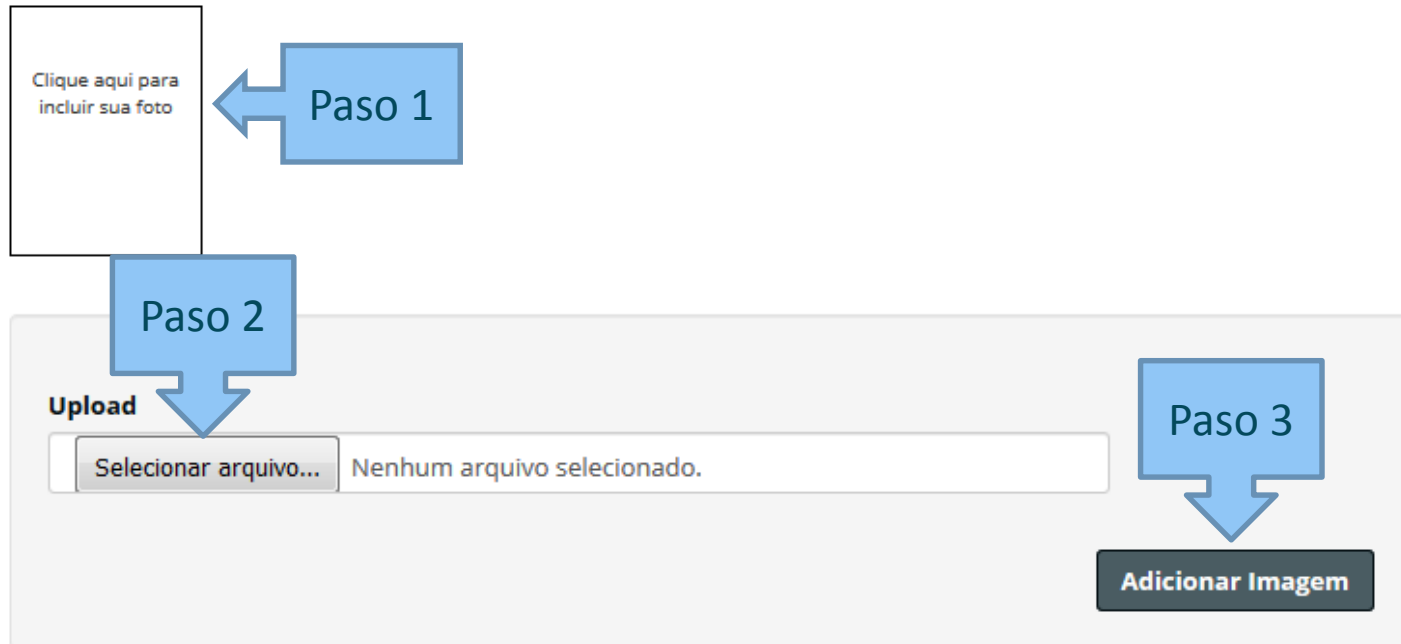 Clique aqui para
incluir sua foto
Paso 1
Paso 2
Upload
Selecionar arquivo... Nenhum arquivo selecionado.
Paso 3
Adicionar Imagem